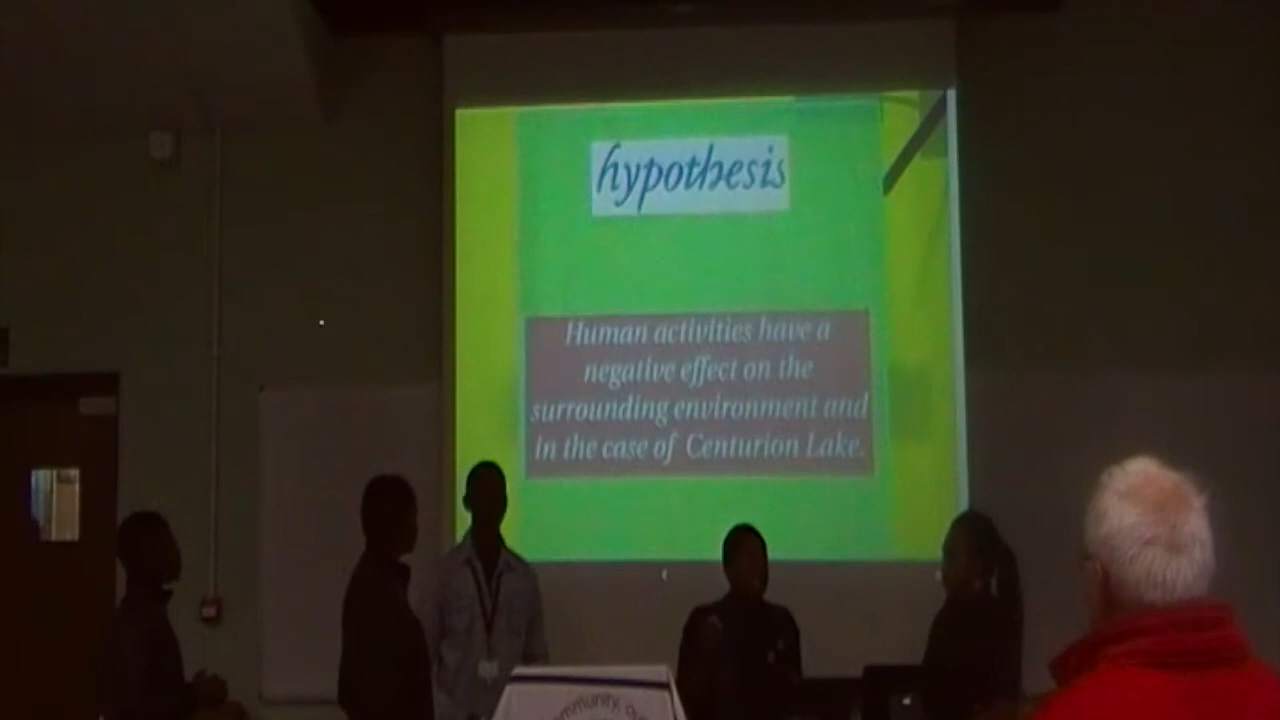 hypothesis
Human activities have a
negative effect on the
surrounding environment and
in the case of Centurion Lake.